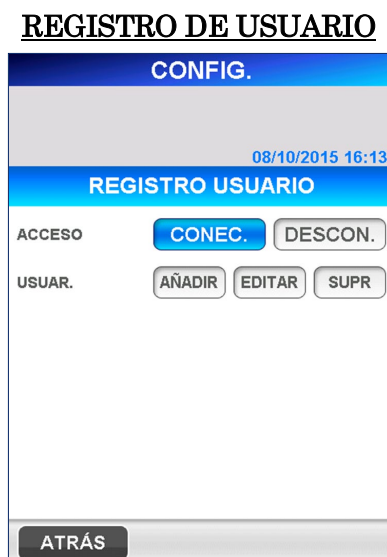 REGISTRO DE USUARIO
CONFIG.
08/10/2015 16:13
REGISTRO USUARIO
ACCESO CONEC. DESCON.
USUAR. AÑADIR EDITAR SUPR
ATRÁS